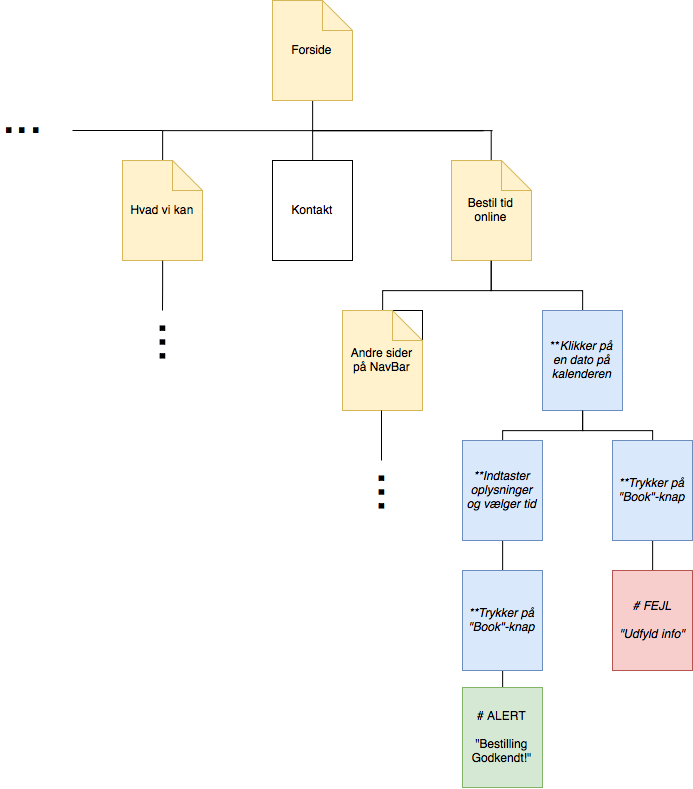 Forside
Hvad vi kan
Kontakt
Bestil tid
online
Andre sider
på NavBar
**Klikker på
en dato på
kalenderen
**Indtaster
oplysninger
og vælger tid
**Trykker på
"Book"-knap
**Trykker på
"Book"-knap
# FEJL
"Udfyld info"
# ALERT
"Bestilling
Godkendt!"